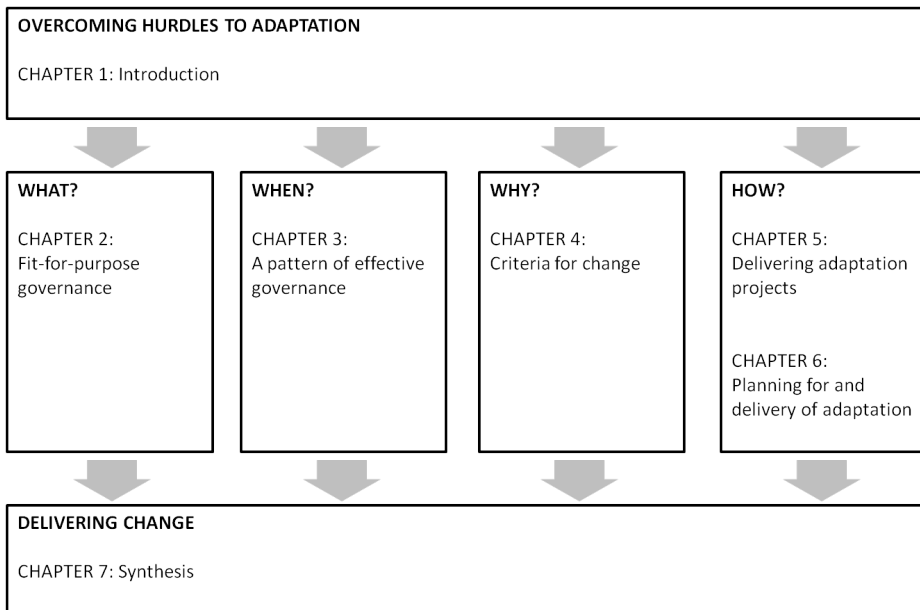 OVERCOMING HURDLES TO ADAPTATION
CHAPTER 1: Introduction
WHAT?
CHAPTER 2:
Fit-for-purpose
governance
WHEN?
CHAPTER 3:
A pattern of effective
governance
WHY?
CHAPTER 4:
Criteria for change
HOW?
CHAPTER 5:
Delivering adaptation
projects
CHAPTER 6:
Planning for and
delivery of adaptation
DELIVERING CHANGE
CHAPTER 7: Synthesis